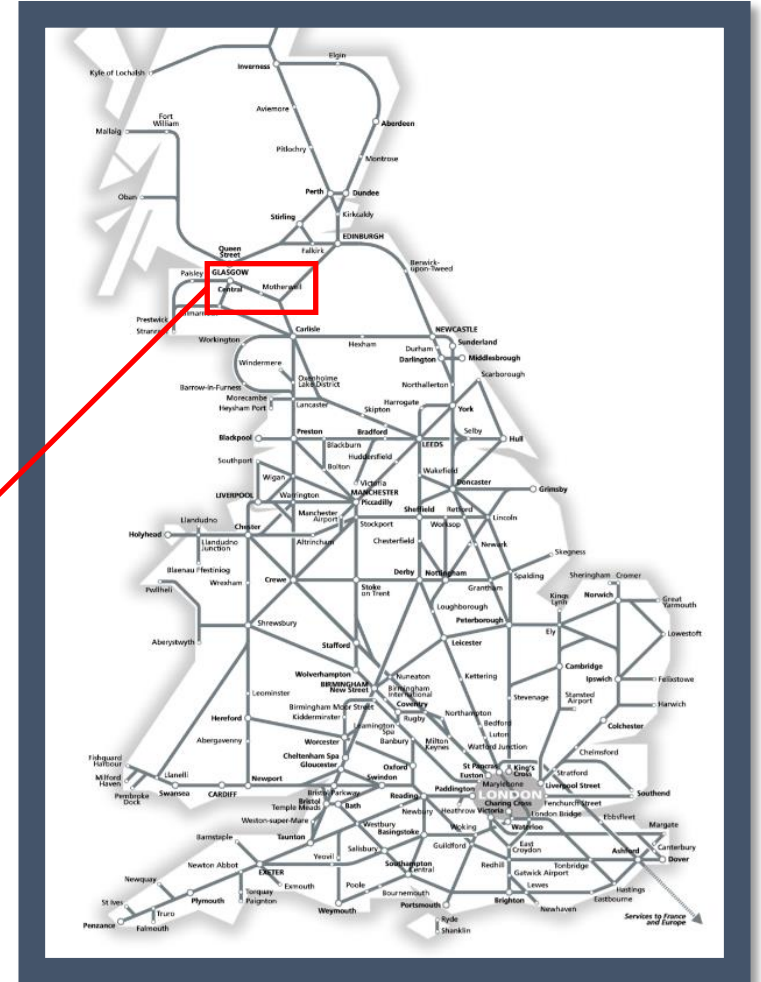 Elgin
Inverness
Kyle of Lochalsh
Aviemore
Aberdeen
Fort
William
Mallaig
Pitlochry
Montrose
Perth
Dundee
Oban
Stirling
Kirkcaldy
EDINBURGH
Queen
Street
Falkirk
Berwick-
upon-Tweed
Paisley
GLASGOW
Central
Motherwell
Prestwick
Carlisle
NEWCASTLE
Workington
Hexham
Sunderland
Durham
Darlington
Middlesbrough
Windermere
Scarborough
Oxenholme
Lake District
Northallerton
Barrow-in-Furness
Morecambe
Heysham Port
Lancaster
Harrogate
York
Skipton
Blackpool
Preston
Bradford
Selby
Hull
Blackburn
LEEDS
Huddersfield
Southport
Bolton
Wakefield
Wigan
Victoria
Doncaster
Grimsby
LIVERPOOL
Warrington
MANCHESTER
Piccadilly
Manchester
Airport
Sheffield
Retford
Lincoln
Llandudno
Stockport
Worksop
Holyhead
Chester
Llandudno
Junction
Altrincham
Chesterfield
Newark
Skegness
Blaenau Ffestiniog
Derby
Nottingham
Spalding
Sheringham
Cromer
Pwllheli
Wrexham
Crewe
Stoke
on Trent
Grantham
Kings
Lynn
Norwich
Great
Yarmouth
Loughborough
Shrewsbury
Peterborough
Ely
Lowestoft
Aberystwyth
Stafford
Leicester
Cambridge
Wolverhampton
BIRMINGHAM
New Street
Nuneaton
Kettering
Ipswich
Felixstowe
Birmingham
International
Leominster
Stevenage
Stansted
Airport
Harwich
Birmingham Moor Street
Coventry
Kidderminster
Rugby
Northampton
Hereford
Leamington
Spa
Bedford
Colchester
Abergavenny
Worcester
Banbury
Milton
Keynes
Luton
Watford Junction
Chelmsford
Fishguard
Harbour
Cheltenham Spa
Gloucester
Oxford
St Pancras
King's
Cross
Euston
Stratford
Milford
Haven
Llanelli
Newport
Swindon
Marylebone
Liverpool Street
Pembroke
Dock
Swansea
CARDIFF
Bristol Parkway
Reading
Paddington
LONDON
Southend
Bristol
Temple Meads
Bath
Charing Cross
Fenchurch Street
Newbury
Heathrow
Victoria
London Bridge
Ebbsfleet
Weston-super-Mare
Westbury
Waterloo
Margate
Barnstaple
Taunton
Basingstoke
Woking
East
Croydon
Canterbury
Salisbury
Guildford
Ashford
Dover
Newton Abbot
Yeovil
Southampton
Central
Redhill
Tonbridge
Newquay
EXETER
Gatwick Airport
Exmouth
Poole
Lewes
Hastings
St Ives
Torquay
Bournemouth
Eastbourne
Plymouth
Paignton
Portsmouth
Brighton
Newhaven
Truro
Weymouth
Penzance
Falmouth
Ryde
Shanklin
Services to France
and Europe